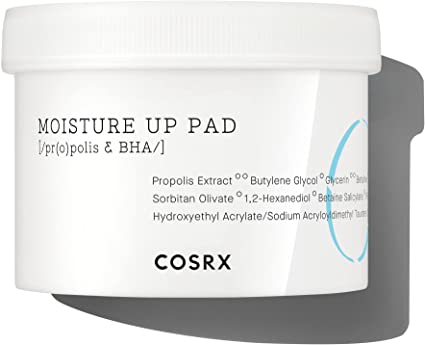 MOISTURE UP PAD
[/pr(o)polis & BHA/]
Propolis Extract Butylene Glycol Glycerin
Sorbitan Olivate 1,2-Hexanediol Betaine Salicylate
Hydroxyethyl Acrylate/Sodium Acryloyldimethyl
COSRX